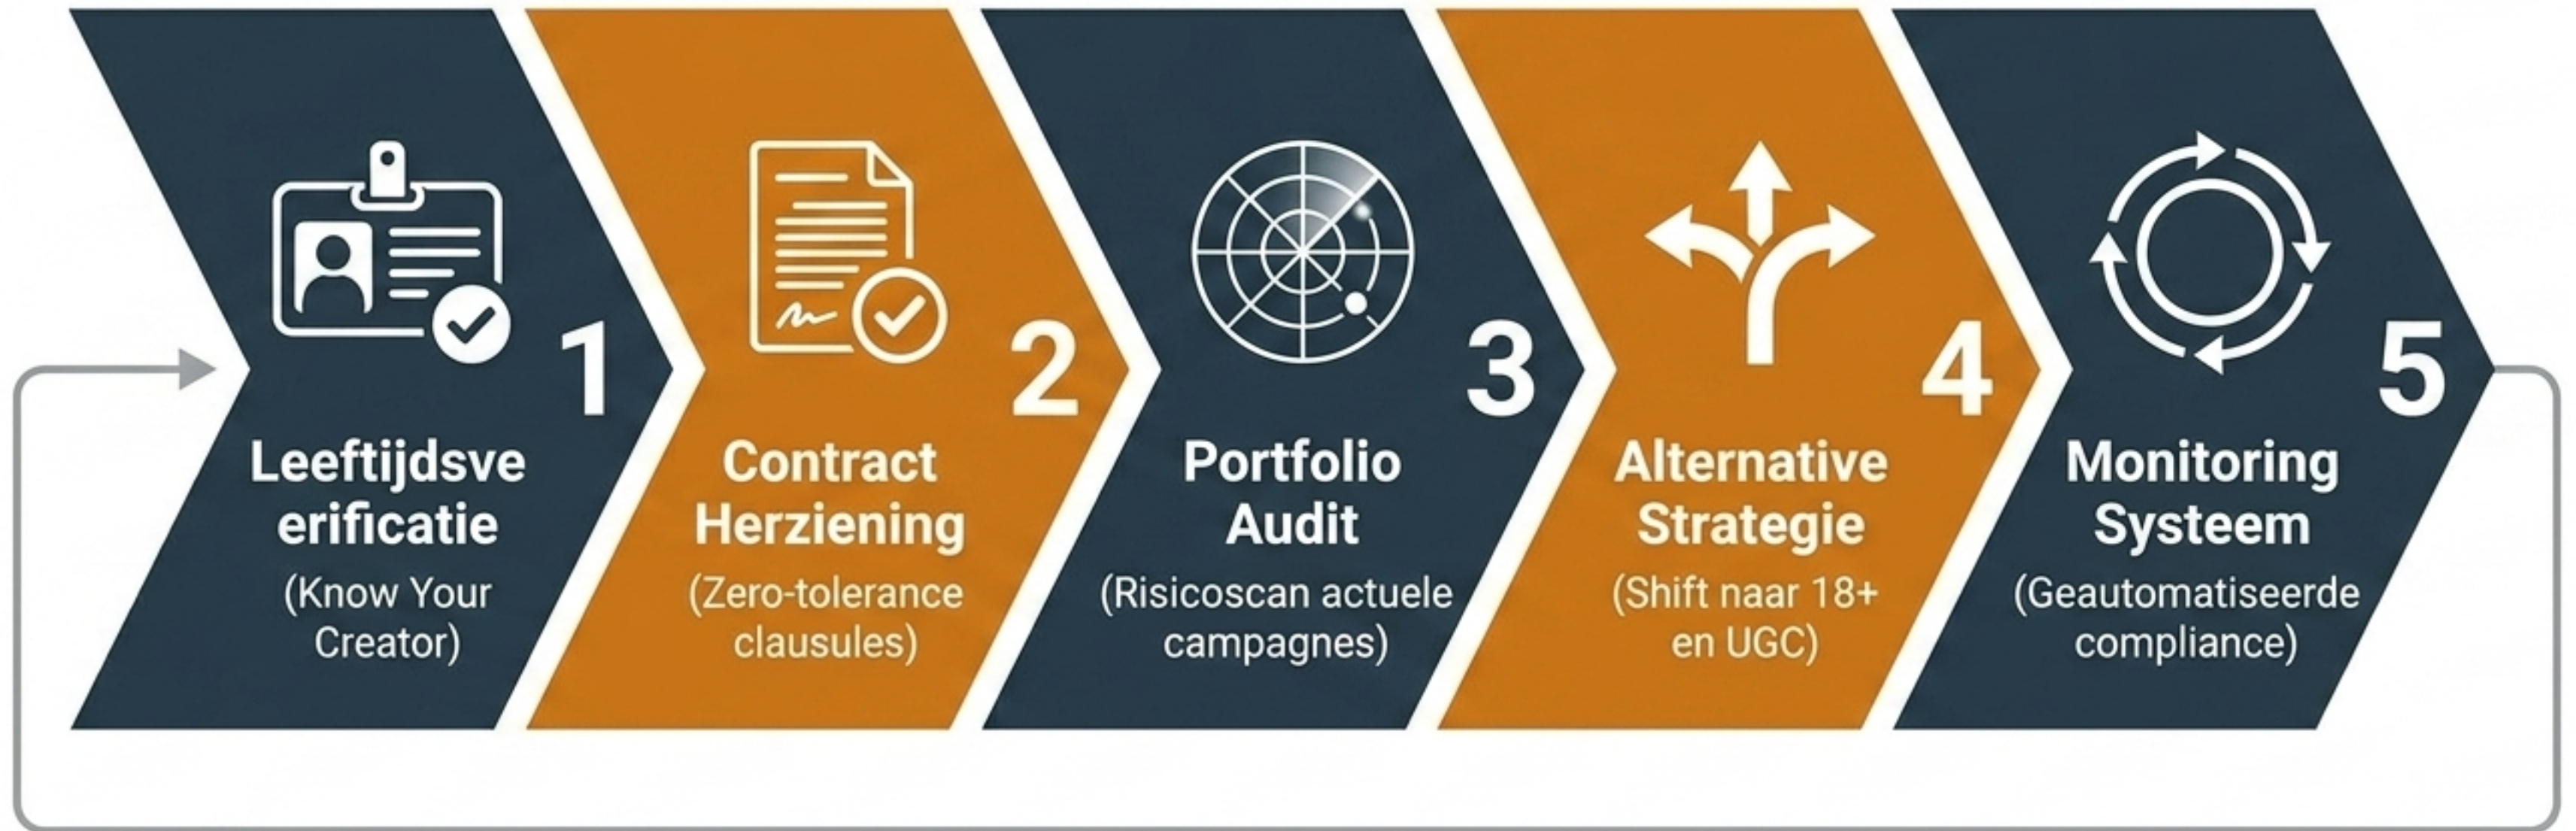 1
Leeftijdsve
erificatie
(Know Your
Creator)
2
Contract
Herziening
(Zero-tolerance
clausules)
3
Portfolio
Audit
(Risicoscan actuele
campagnes)
4
Alternative
Strategie
(Shift naar 18+
en UGC)
5
Monitoring
Systeem
(Geautomatiseerde
compliance)